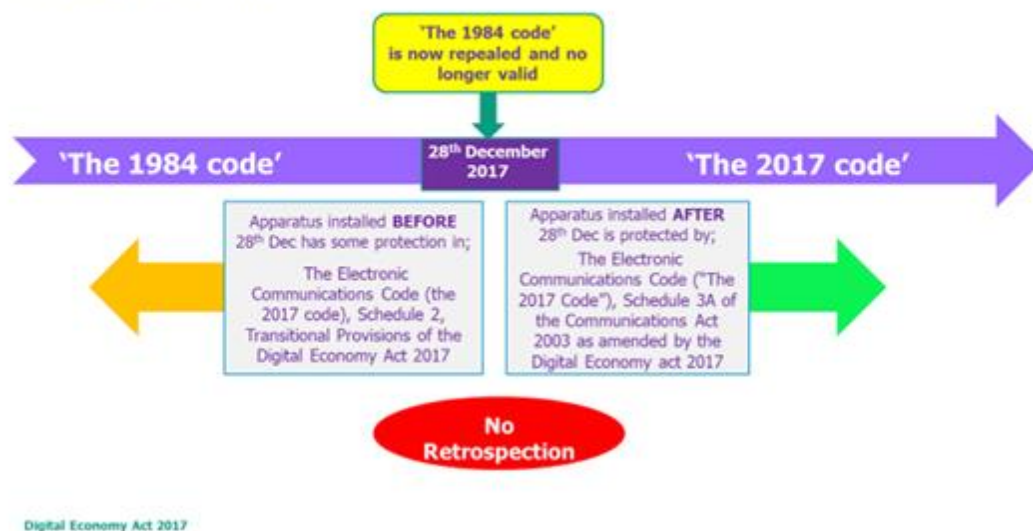 ‘The 1984 code’
is now repealed and no
longer valid
‘The 1984 code’
28th December
2017
‘The 2017 code’
Apparatus installed BEFORE
28th Dec has some protection in;
The Electronic
Communications Code (the
2017 code), Schedule 2,
Transitional Provisions of the
Digital Economy Act 2017
Apparatus installed AFTER
28th Dec is protected by;
The Electronic
Communications Code (“The
2017 Code”), Schedule 3A of
the Communications Act
2003 as amended by the
Digital Economy act 2017
No
Retrospection
Digital Economy Act 2017